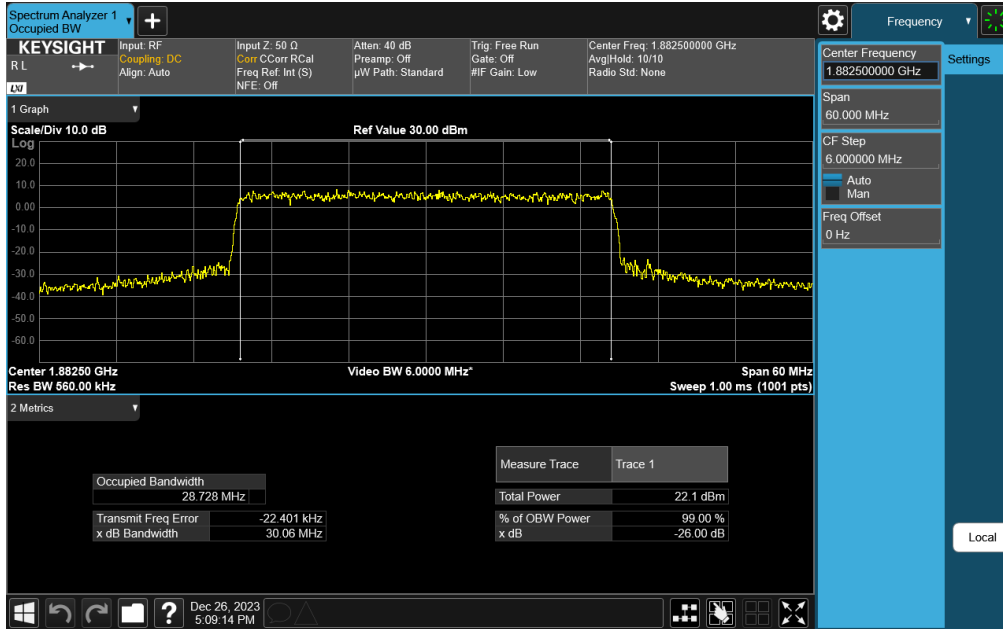 Spectrum Analyzer 1
Occupied BW
+
Frequency
KEYSIGHT
R L
LXI
Input: RF
Coupling: DC
Align: Auto
Input Z: 50 Ω
Corr CCorr RCal
Freq Ref: Int (S)
NFE: Off
Atten: 40 dB
Preamp: Off
µW Path: Standard
Trig: Free Run
Gate: Off
#IF Gain: Low
Center Freq: 1.882500000 GHz
Avg|Hold: 10/10
Radio Std: None
Center Frequency
1.882500000 GHz
Settings
Span
60.000 MHz
CF Step
6.000000 MHz
Auto
Man
Freq Offset
0 Hz
Local
1 Graph
Scale/Div 10.0 dB
Ref Value 30.00 dBm
Log
20.0
10.0
0.00
-10.0
-20.0
-30.0
-40.0
-50.0
-60.0
Center 1.88250 GHz
Video BW 6.0000 MHz*
Span 60 MHz
Res BW 560.00 kHz
Sweep 1.00 ms (1001 pts)
2 Metrics
Measure Trace Trace 1
Occupied Bandwidth
28.728 MHz
Total Power 22.1 dBm
Transmit Freq Error -22.401 kHz
% of OBW Power 99.00 %
x dB Bandwidth 30.06 MHz
x dB -26.00 dB
?
Dec 26, 2023
5:09:14 PM